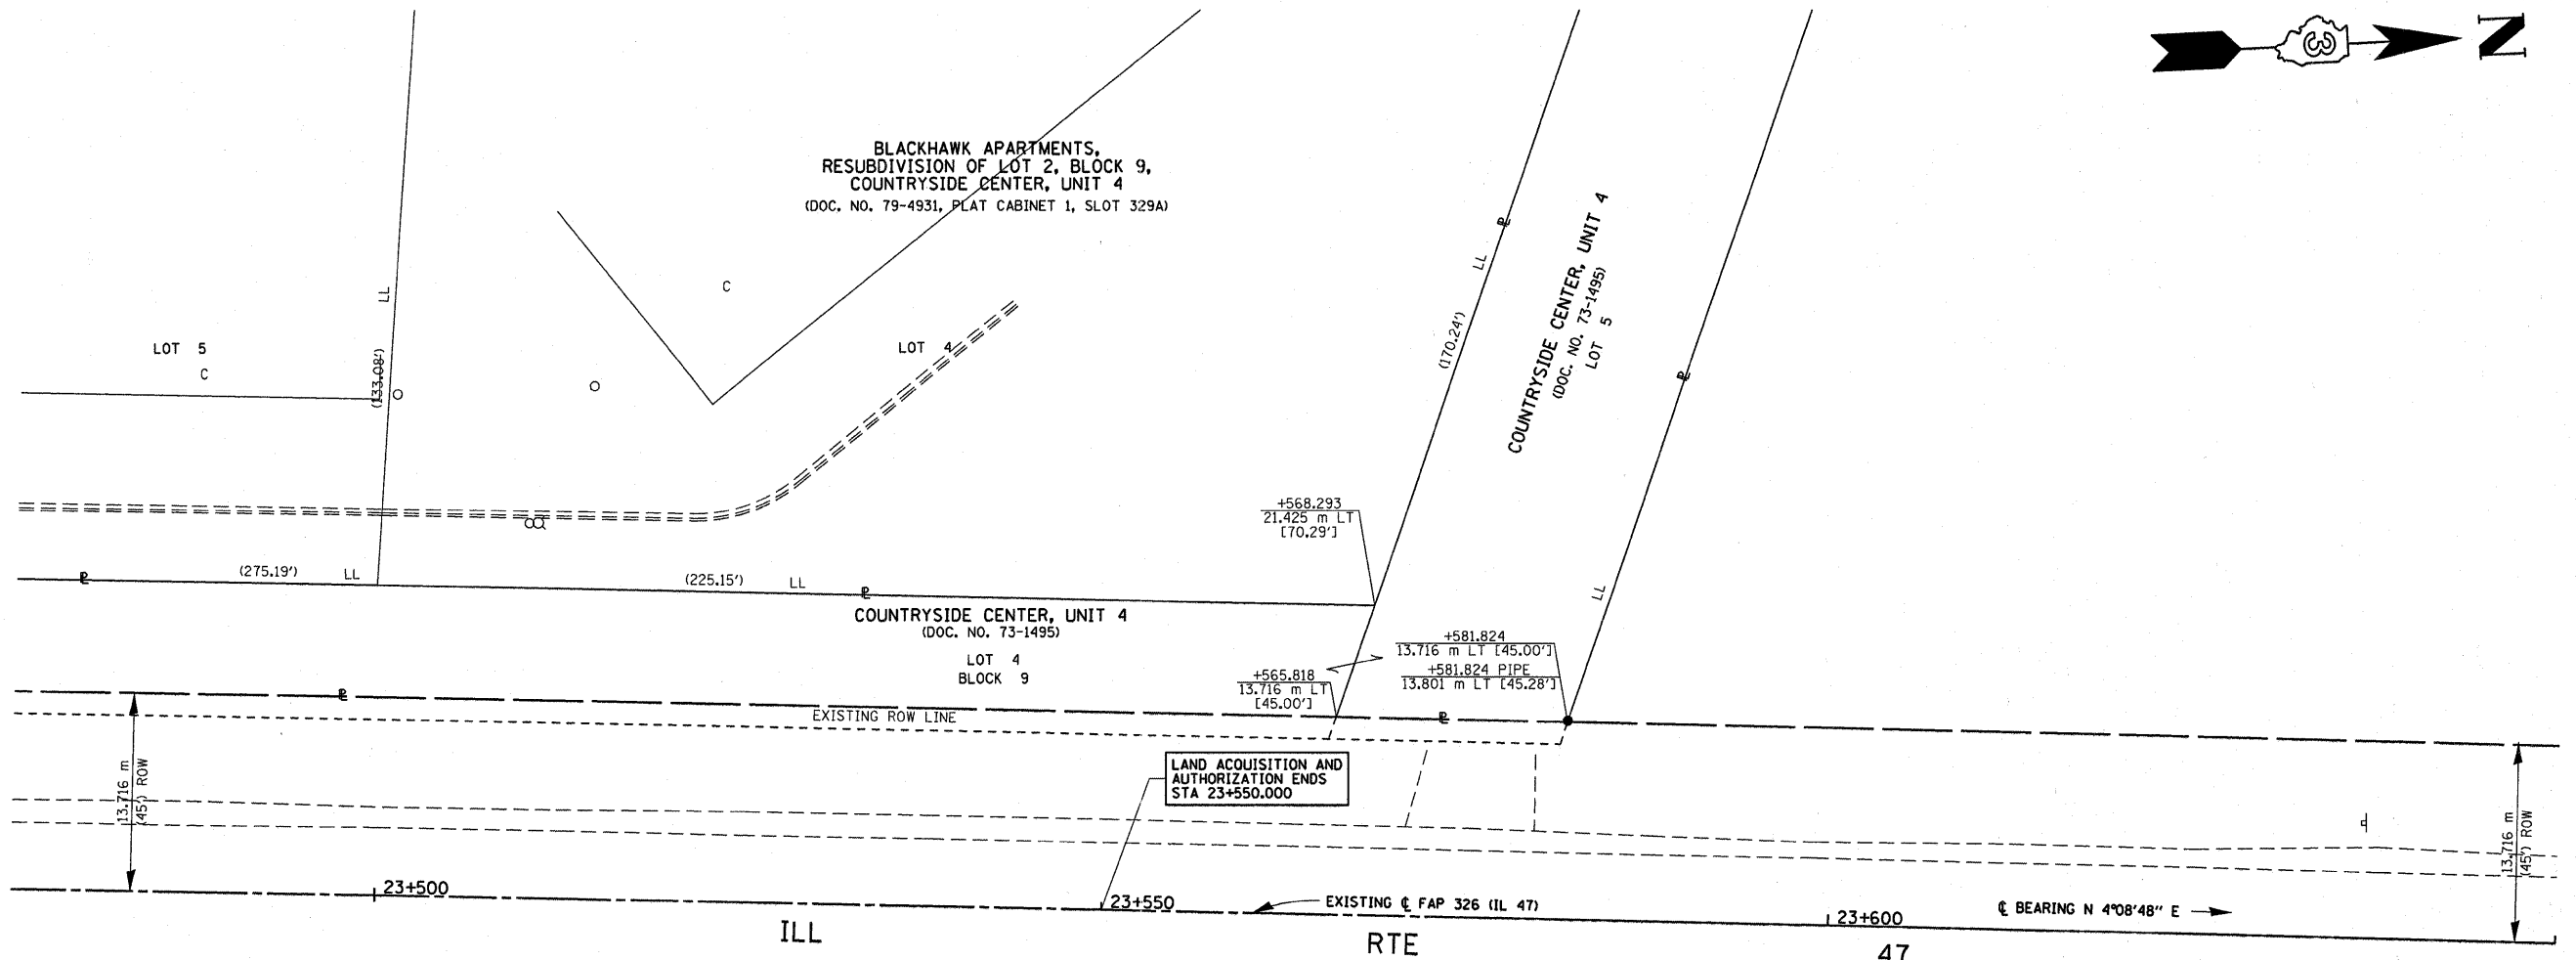 N
3
BLACKHAWK APARTMENTS,
RESUBDIVISION OF LOT 2, BLOCK 9,
COUNTRYSIDE CENTER, UNIT 4
(DOC. NO. 79-4931, PLAT CABINET 1, SLOT 329A)
COUNTRYSIDE CENTER, UNIT 4
(DOC. NO. 73-1495)
LOT 5
LL
(170.24')
LL
LL
(133.08')
C
LOT 5
C
LOT 4
+568.293
21.425 m LT
[70.29']
(275.19') LL
(225.15') LL
LL
COUNTRYSIDE CENTER, UNIT 4
(DOC. NO. 73-1495)
LOT 4
BLOCK 9
+565.818
13.716 m LT
[45.00']
+581.824
13.716 m LT [45.00']
+581.824 PIPE
13.801 m LT [45.28']
EXISTING ROW LINE
13.716 m
(45') ROW
LAND ACQUISITION AND
AUTHORIZATION ENDS
STA 23+550.000
13.716 m
(45') ROW
23+500
23+550
EXISTING ℄ FAP 326 (IL 47)
23+600
℄ BEARING N 4°08'48" E
ILL RTE 47